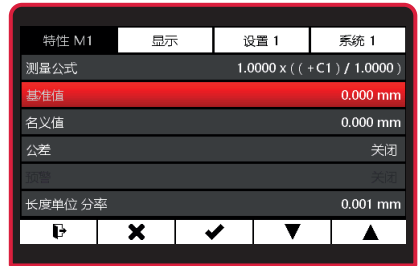 特性 M1 显示 设置 1 系统 1
测量公式 1.0000 x ( ( + C1 ) / 1.0000 )
基准值 0.000 mm
名义值 0.000 mm
公差 关闭
预警 关闭
长度单位 分率 0.001 mm